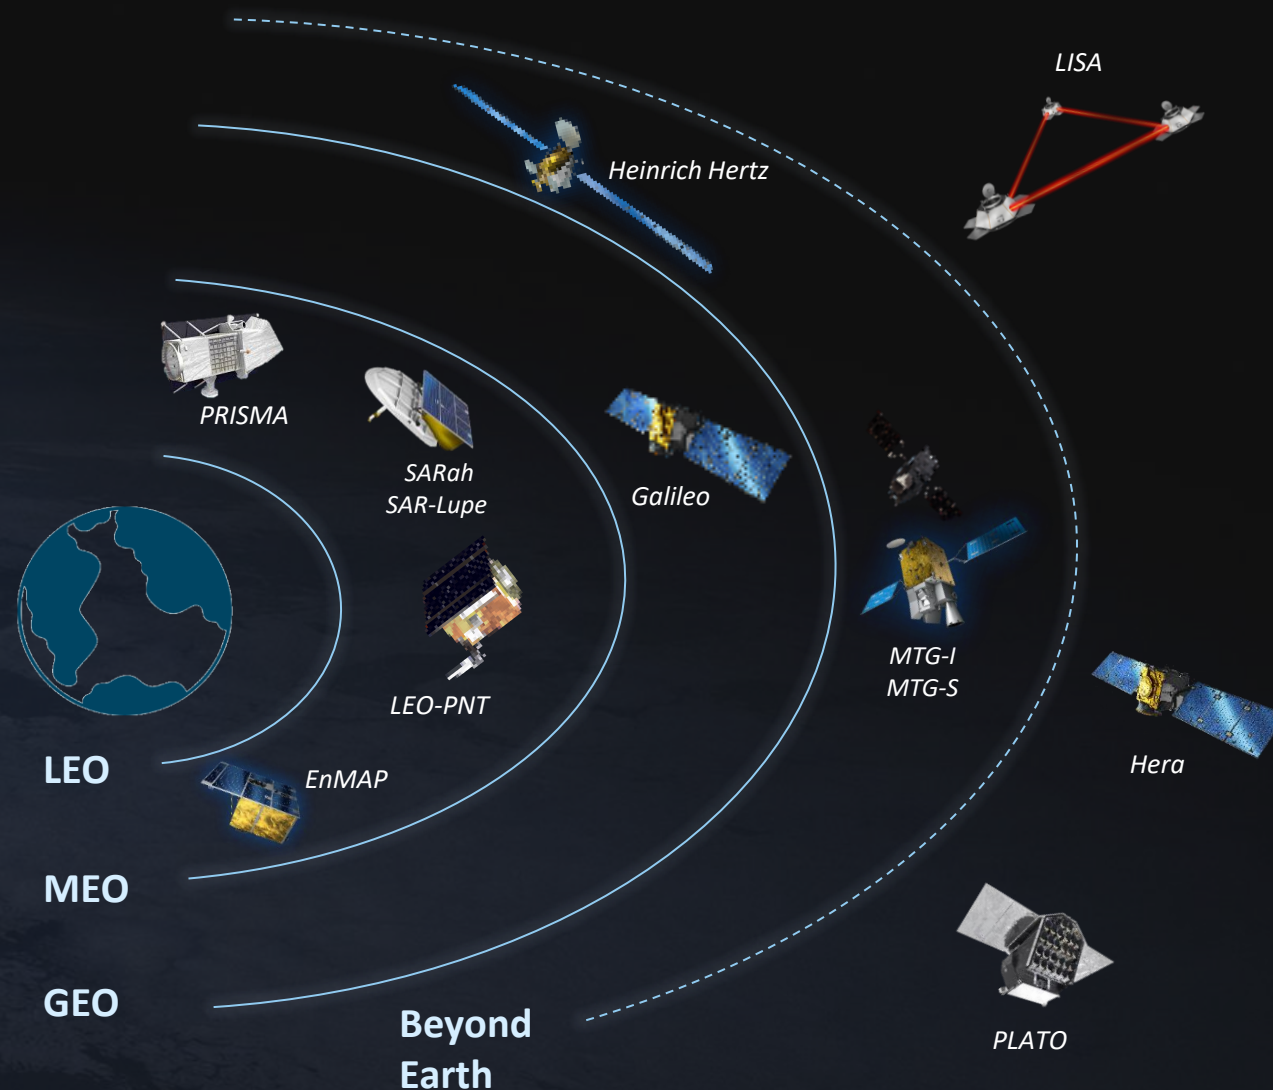 LISA
Heinrich Hertz
PRISMA
SARah
SAR-Lupe
Galileo
LEO-PNT
MTG-I
MTG-S
Hera
EnMAP
LEO
MEO
GEO
Beyond
Earth
PLATO